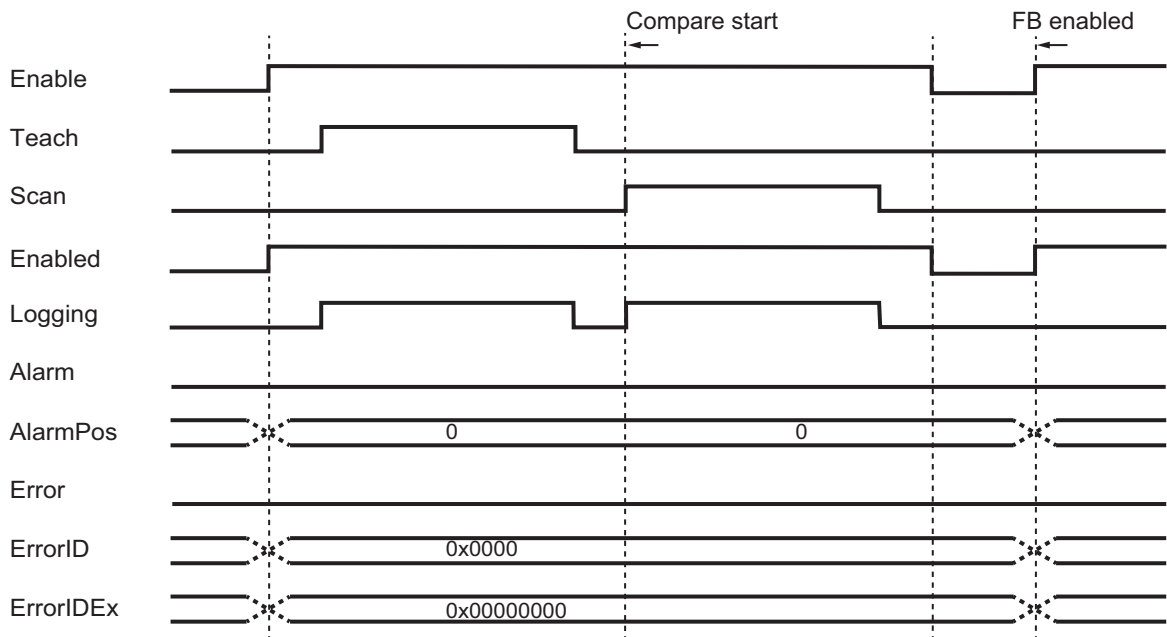 Compare start
FB enabled
Enable
Teach
Scan
Enabled
Logging
Alarm
AlarmPos
0
0
Error
ErrorID
0x0000
ErrorIDEx
0x00000000